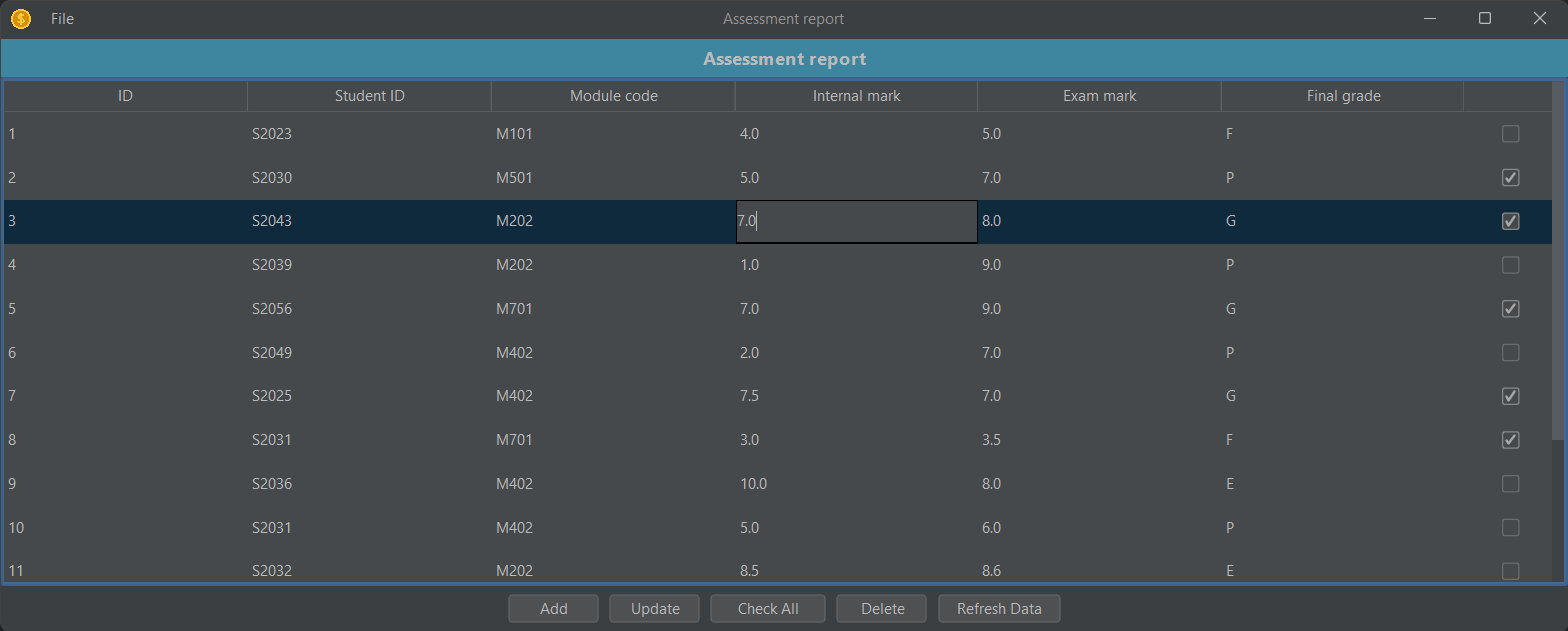 File Assessment report
Assessment report
ID Student ID Module code Internal mark Exam mark Final grade
1 S2023 M101 4.0 5.0 F
2 S2030 M501 5.0 7.0 P
3 S2043 M202 7.0 8.0 G
4 S2039 M202 1.0 9.0 P
5 S2056 M701 7.0 9.0 G
6 S2049 M402 2.0 7.0 P
7 S2025 M402 7.5 7.0 G
8 S2031 M701 3.0 3.5 F
9 S2036 M402 10.0 8.0 E
10 S2031 M402 5.0 6.0 P
11 S2032 M202 8.5 8.6 E
Add Update Check All Delete Refresh Data